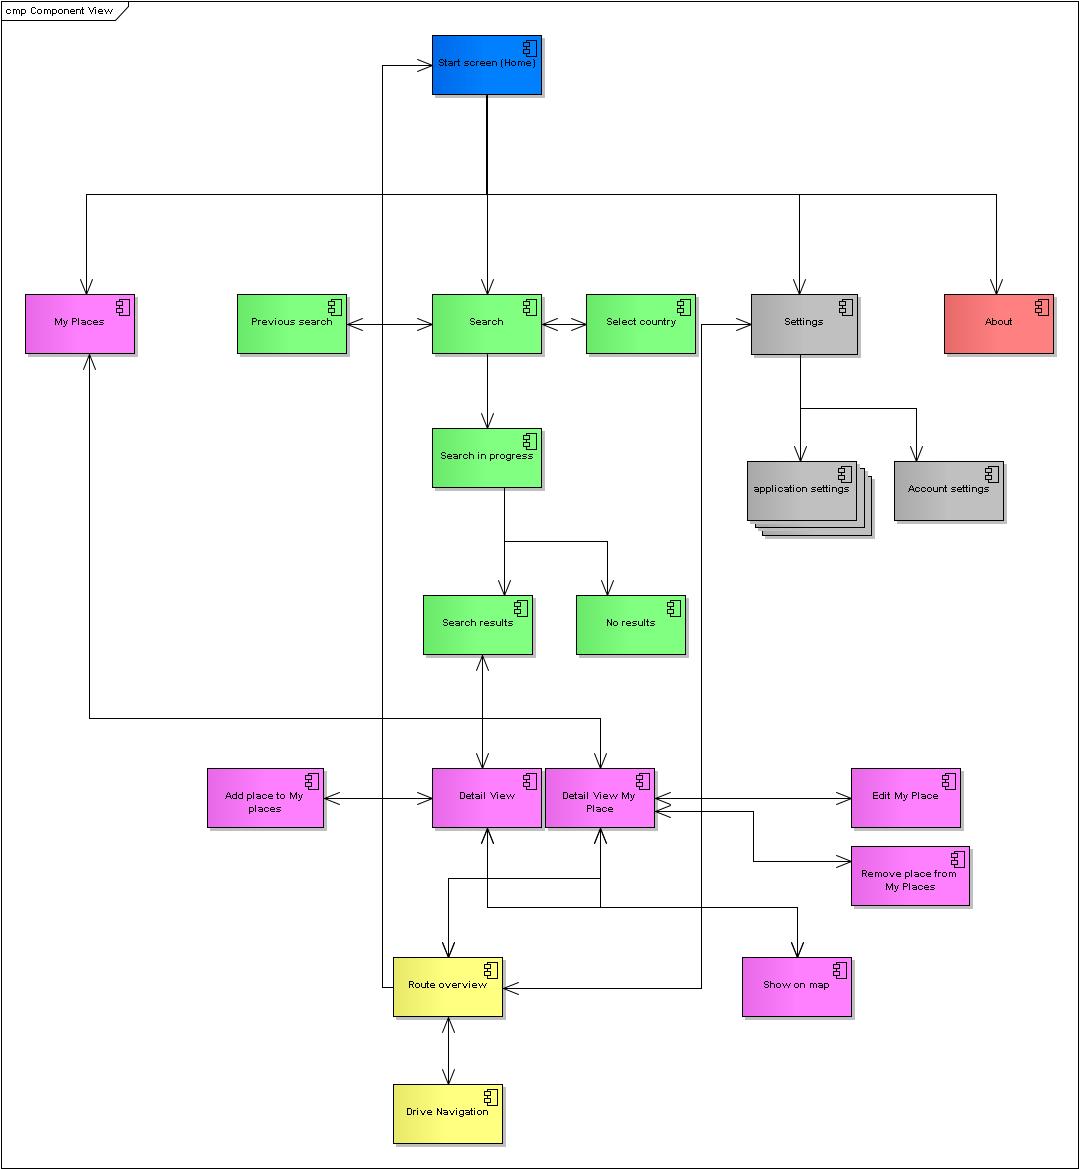 cmp Component View
Start screen (Home)
My Places
Previous search
Search
Select country
Settings
About
Search in progress
application settings
Account settings
Search results
No results
Add place to My
places
Detail View
Detail View My
Place
Edit My Place
Remove place from
My Places
Route overview
Show on map
Drive Navigation